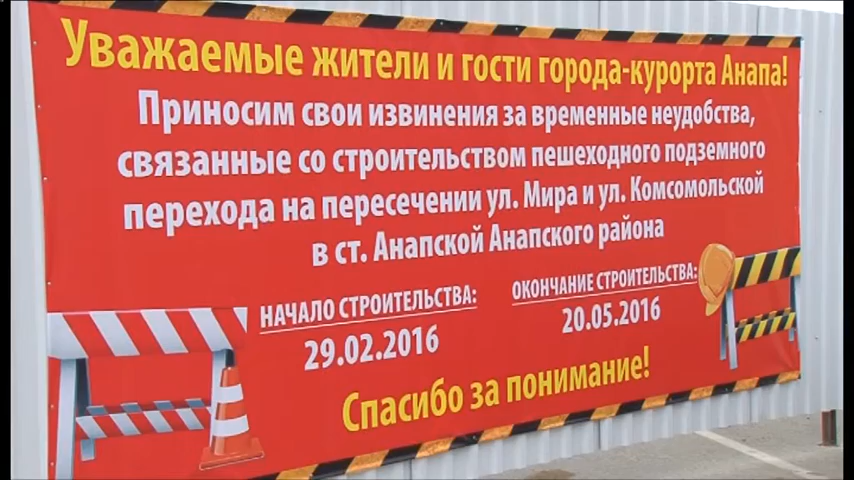 Уважаемые жители и гости города-курорта Анапа!
Приносим свои извинения за временные неудобства,
связанные со строительством пешеходного подземного
перехода на пересечении ул. Мира и ул. Комсомольской
в ст. Анапской Анапского района
НАЧАЛО СТРОИТЕЛЬСТВА:
29.02.2016
ОКОНЧАНИЕ СТРОИТЕЛЬСТВА:
20.05.2016
Спасибо за понимание!